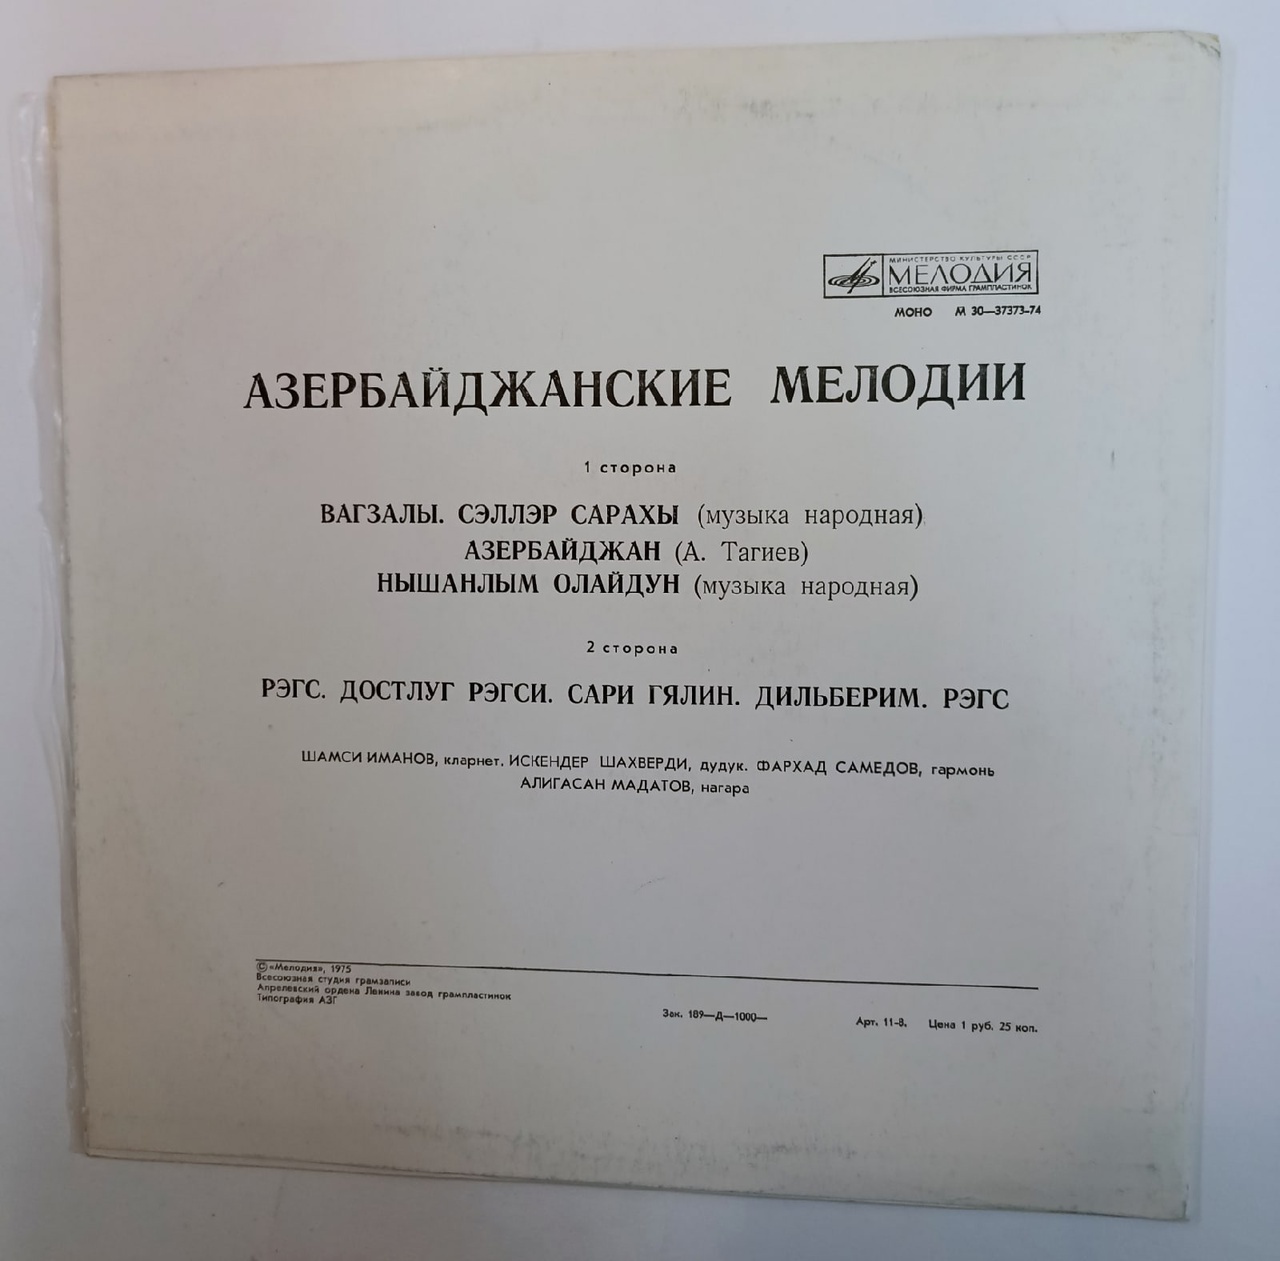 МИНИСТЕРСТВО КУЛЬТУРЫ СССР
МЕЛОДИЯ
ВСЕСОЮЗНАЯ ФИРМА ГРАМПЛАСТИНОК
МОНО М 30—37373-74
АЗЕРБАЙДЖАНСКИЕ МЕЛОДИИ
1 сторона
ВАГЗАЛЫ. СЭЛЛЭР САРАХЫ (музыка народная)
АЗЕРБАЙДЖАН (А. Тагиев)
НЫШАНЛЫМ ОЛАЙДУН (музыка народная)
2 сторона
РЭГС. ДОСТЛУГ РЭГСИ. САРИ ГЯЛИН. ДИЛЬБЕРИМ. РЭГС
ШАМСИ ИМАНОВ, кларнет. ИСКЕНДЕР ШАХВЕРДИ, дудук. ФАРХАД САМЕДОВ, гармонь
АЛИГАСАН МАДАТОВ, нагара
© «Мелодия», 1975
Всесоюзная студия грамзаписи
Апрелевский ордена Ленина завод грампластинок
Типография АЗГ
Зак. 189—Д—1000— Арт. 11-8. Цена 1 руб. 25 коп.